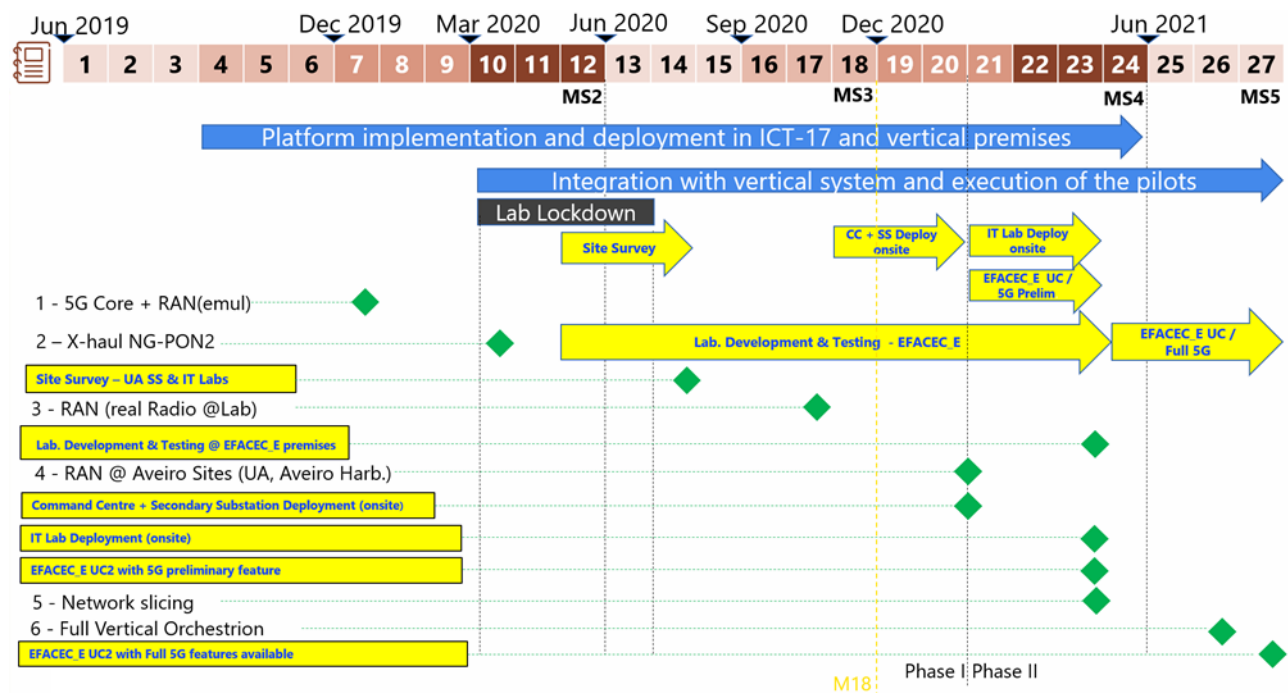 Jun 2019
Dec 2019
Mar 2020
Jun 2020
Sep 2020
Dec 2020
Jun 2021
1 2 3 4 5 6 7 8 9 10 11 12 13 14 15 16 17 18 19 20 21 22 23 24 25 26 27
MS2
MS3
MS4
MS5
Platform implementation and deployment in ICT-17 and vertical premises
Integration with vertical system and execution of the pilots
Lab Lockdown
Site Survey
CC + SS Deploy
onsite
IT Lab Deploy
onsite
EFACEC_E UC /
5G Prelim
1 - 5G Core + RAN(emul)
2 – X-haul NG-PON2
Lab. Development & Testing - EFACEC_E
EFACEC_E UC /
Full 5G
Site Survey – UA SS & IT Labs
3 - RAN (real Radio @Lab)
Lab. Development & Testing @ EFACEC_E premises
4 - RAN @ Aveiro Sites (UA, Aveiro Harb.)
Command Centre + Secondary Substation Deployment (onsite)
IT Lab Deployment (onsite)
EFACEC_E UC2 with 5G preliminary feature
5 - Network slicing
6 - Full Vertical Orchestrion
EFACEC_E UC2 with Full 5G features available
Phase I
Phase II
M18